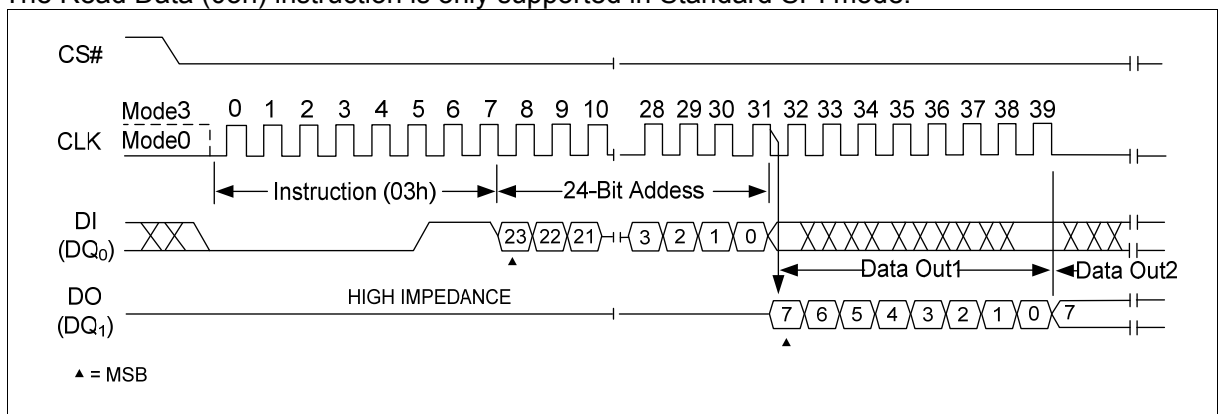 The Read Data (03h) instruction is only supported in Standard SPI mode.
CS#
Mode3 0 1 2 3 4 5 6 7 8 9 10 28 29 30 31 32 33 34 35 36 37 38 39
CLK Mode0
Instruction (03h) 24-Bit Addess
DI
(DQ0) 23 22 21 3 2 1 0
Data Out1 Data Out2
DO HIGH IMPEDANCE
(DQ1) 7 6 5 4 3 2 1 0 7
▲ = MSB